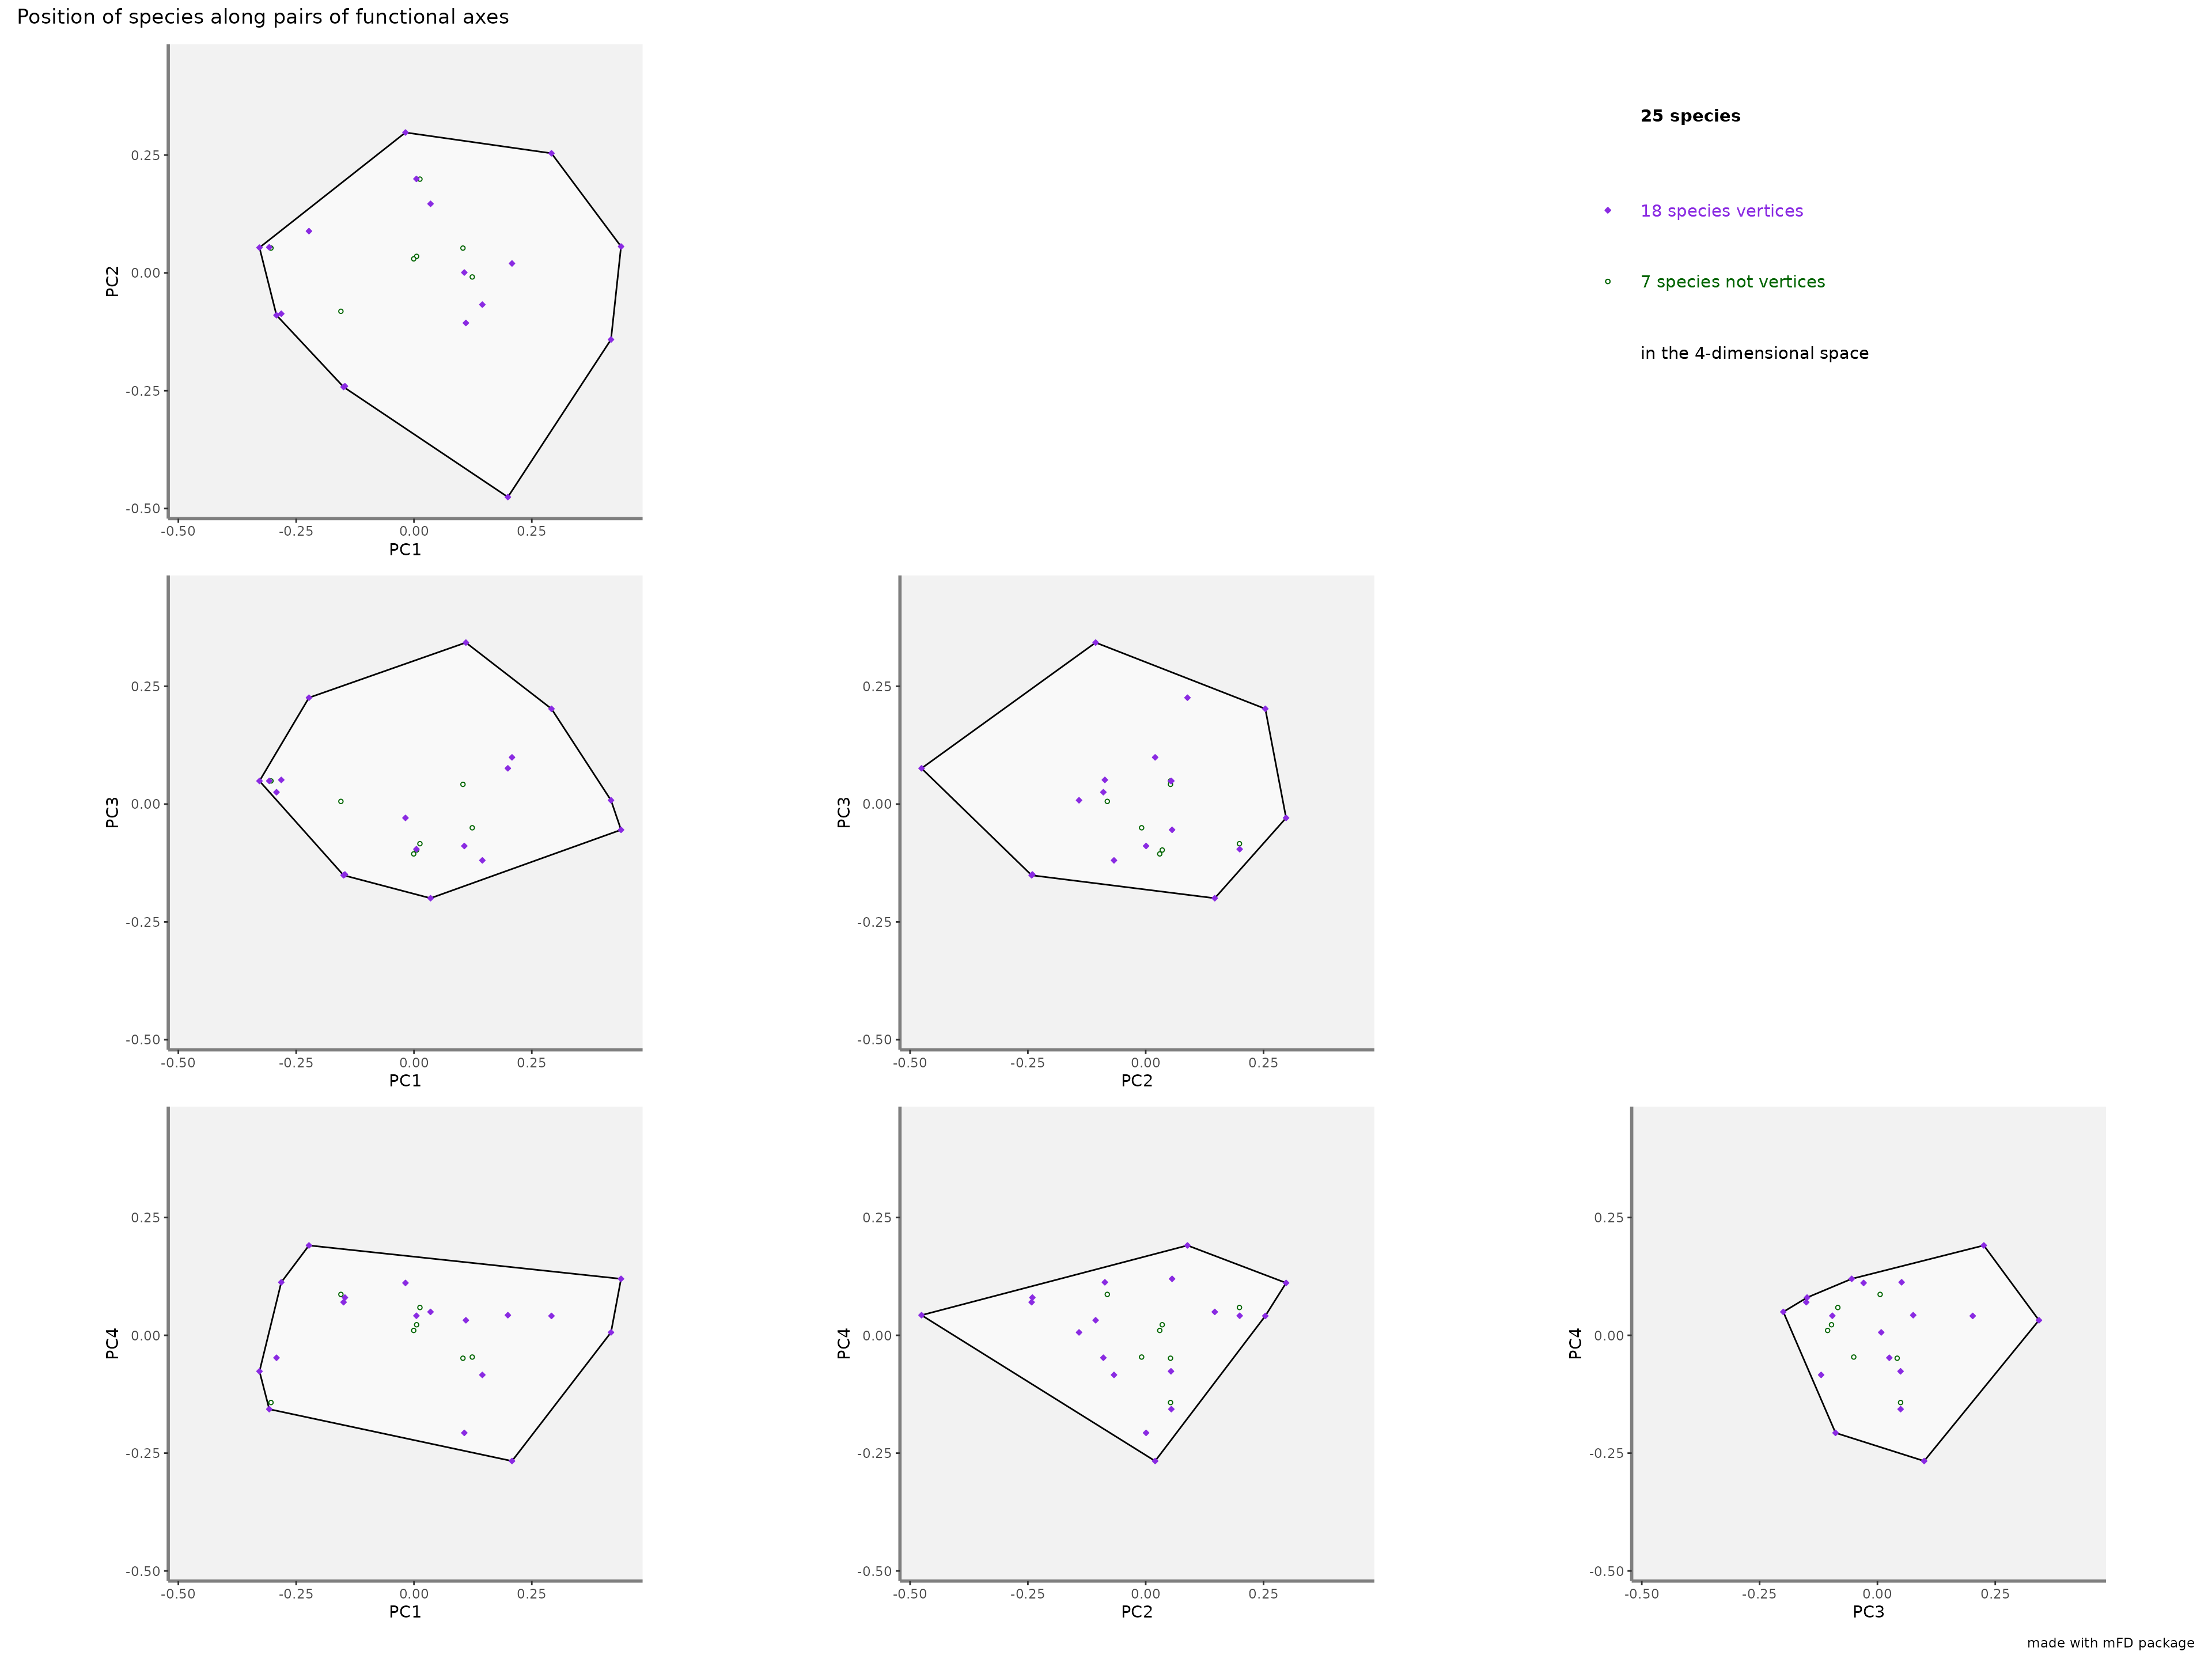 Position of species along pairs of functional axes
0.25
0.00
-0.25
-0.50
PC2
-0.50 -0.25 0.00 0.25
PC1
25 species
18 species vertices
7 species not vertices
in the 4-dimensional space
0.25
0.00
-0.25
-0.50
PC3
-0.50 -0.25 0.00 0.25
PC1
0.25
0.00
-0.25
-0.50
PC3
-0.50 -0.25 0.00 0.25
PC2
0.25
0.00
-0.25
-0.50
PC4
-0.50 -0.25 0.00 0.25
PC1
0.25
0.00
-0.25
-0.50
PC4
-0.50 -0.25 0.00 0.25
PC2
0.25
0.00
-0.25
-0.50
PC4
-0.50 -0.25 0.00 0.25
PC3
made with mFD package